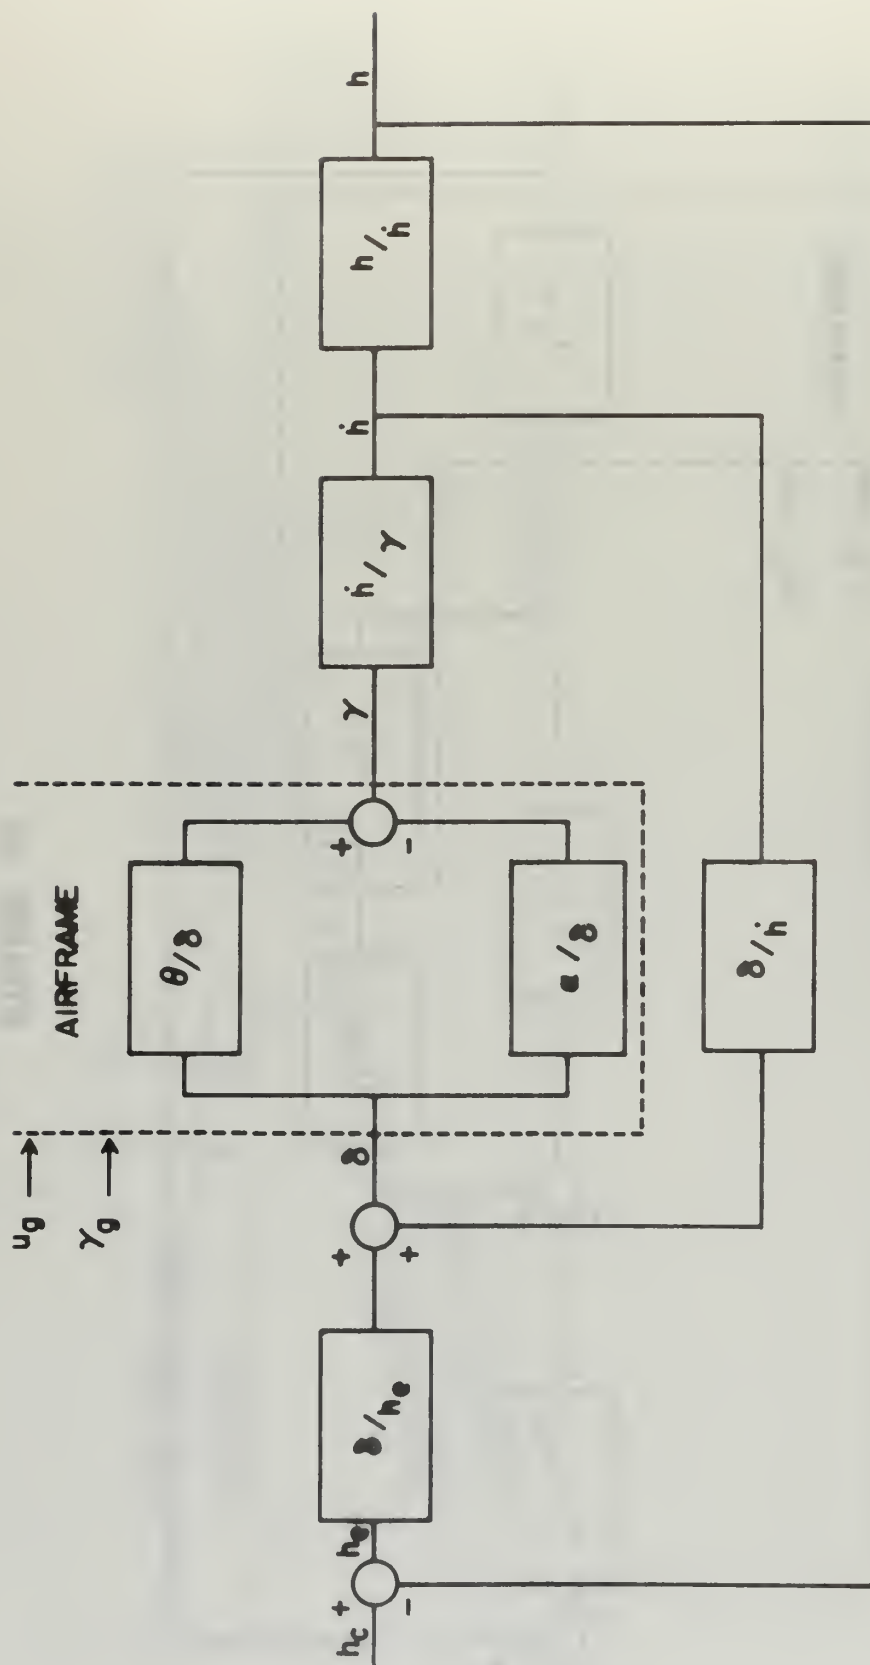 u_g →
γ_g →
AIRFRAME
θ/δ
h_c
+
-
h_e
δ/h_e
+
+
δ
+
-
γ
ḣ/γ
ḣ
h/ḣ
h
α/δ
δ/ḣ